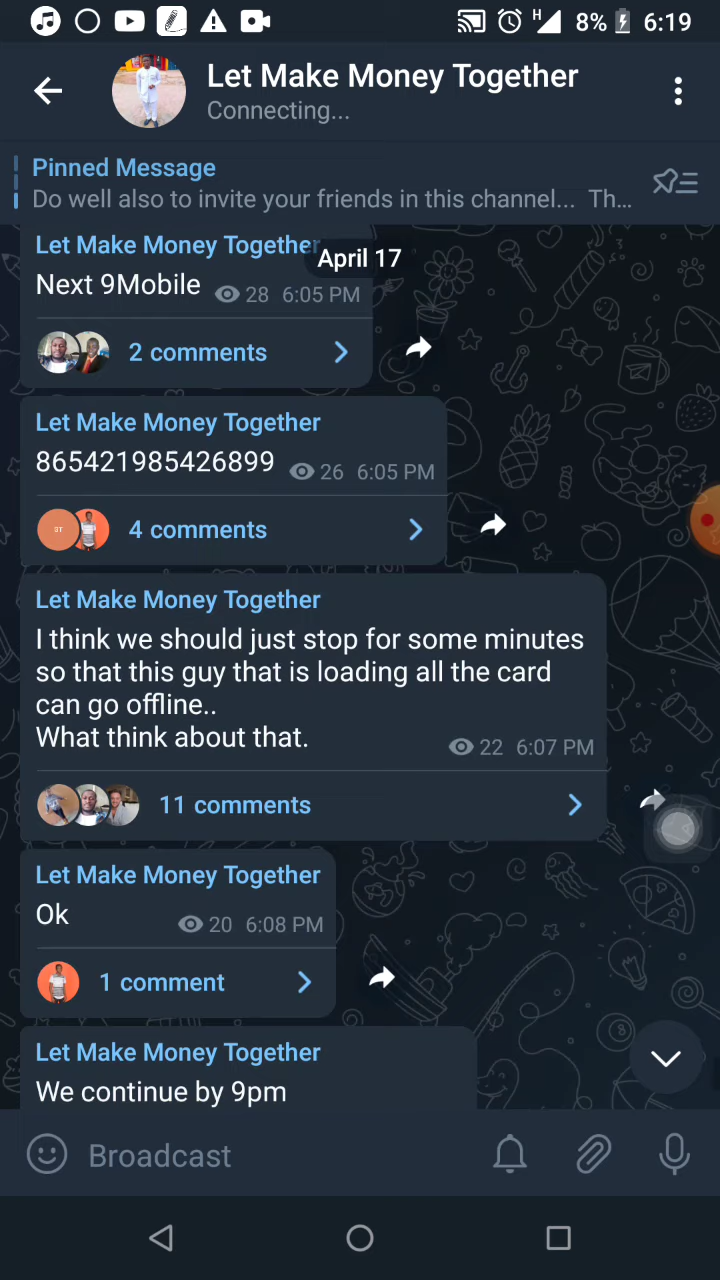 H 8% 6:19
Let Make Money Together
Connecting...
Pinned Message
Do well also to invite your friends in this channel... Th...
Let Make Money Together
April 17
Next 9Mobile 28 6:05 PM
2 comments
Let Make Money Together
865421985426899 26 6:05 PM
BT
4 comments
Let Make Money Together
I think we should just stop for some minutes
so that this guy that is loading all the card
can go offline..
What think about that. 22 6:07 PM
11 comments
Let Make Money Together
Ok 20 6:08 PM
1 comment
Let Make Money Together
We continue by 9pm
Broadcast